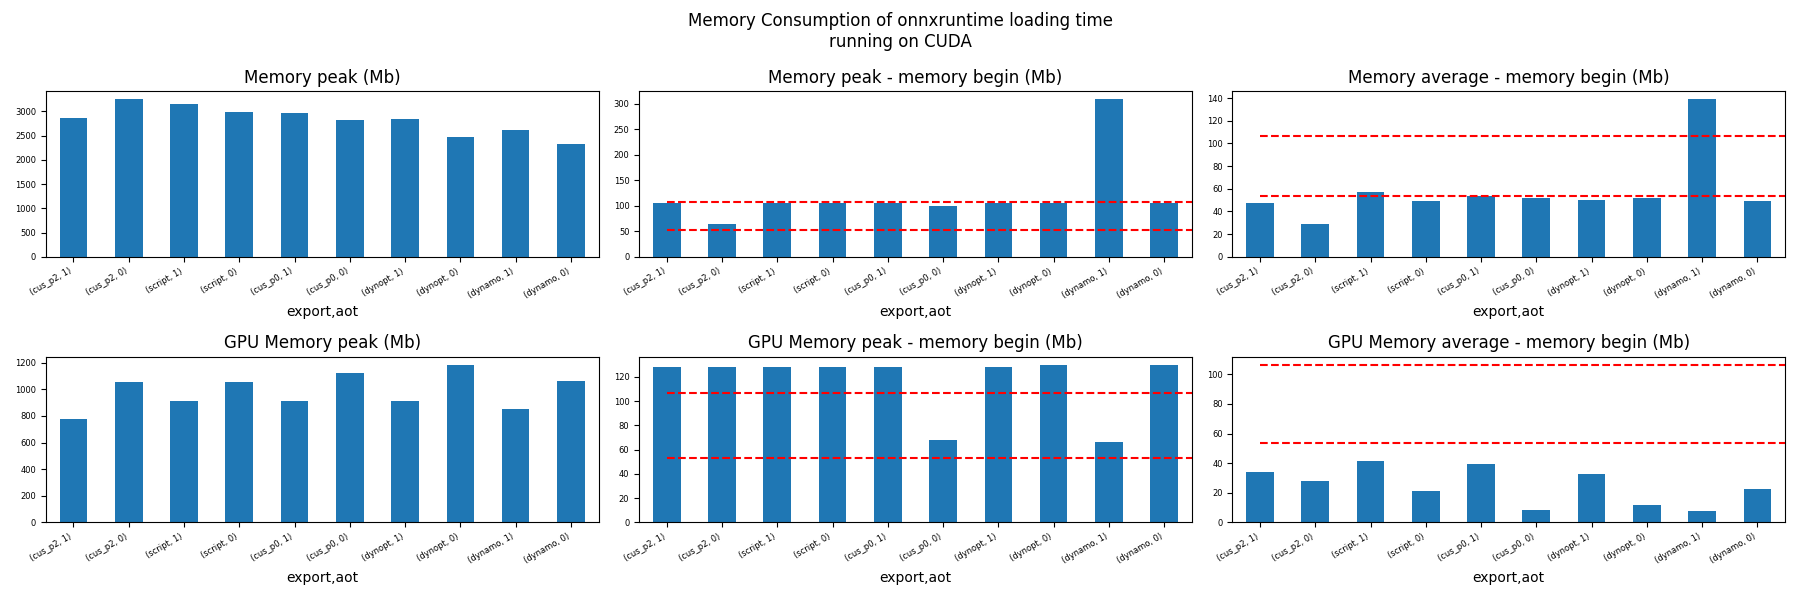 Memory Consumption of onnxruntime loading time
running on CUDA
Memory peak (Mb)
3000
2500
2000
1500
1000
500
0
(cus_p2, 1)
(cus_p2, 0)
(script, 1)
(script, 0)
(cus_p0, 1)
(cus_p0, 0)
(dynopt, 1)
(dynopt, 0)
(dynamo, 1)
(dynamo, 0)
export,aot
Memory peak - memory begin (Mb)
300
250
200
150
100
50
0
(cus_p2, 1)
(cus_p2, 0)
(script, 1)
(script, 0)
(cus_p0, 1)
(cus_p0, 0)
(dynopt, 1)
(dynopt, 0)
(dynamo, 1)
(dynamo, 0)
export,aot
Memory average - memory begin (Mb)
140
120
100
80
60
40
20
0
(cus_p2, 1)
(cus_p2, 0)
(script, 1)
(script, 0)
(cus_p0, 1)
(cus_p0, 0)
(dynopt, 1)
(dynopt, 0)
(dynamo, 1)
(dynamo, 0)
export,aot
GPU Memory peak (Mb)
1200
1000
800
600
400
200
0
(cus_p2, 1)
(cus_p2, 0)
(script, 1)
(script, 0)
(cus_p0, 1)
(cus_p0, 0)
(dynopt, 1)
(dynopt, 0)
(dynamo, 1)
(dynamo, 0)
export,aot
GPU Memory peak - memory begin (Mb)
120
100
80
60
40
20
0
(cus_p2, 1)
(cus_p2, 0)
(script, 1)
(script, 0)
(cus_p0, 1)
(cus_p0, 0)
(dynopt, 1)
(dynopt, 0)
(dynamo, 1)
(dynamo, 0)
export,aot
GPU Memory average - memory begin (Mb)
100
80
60
40
20
0
(cus_p2, 1)
(cus_p2, 0)
(script, 1)
(script, 0)
(cus_p0, 1)
(cus_p0, 0)
(dynopt, 1)
(dynopt, 0)
(dynamo, 1)
(dynamo, 0)
export,aot